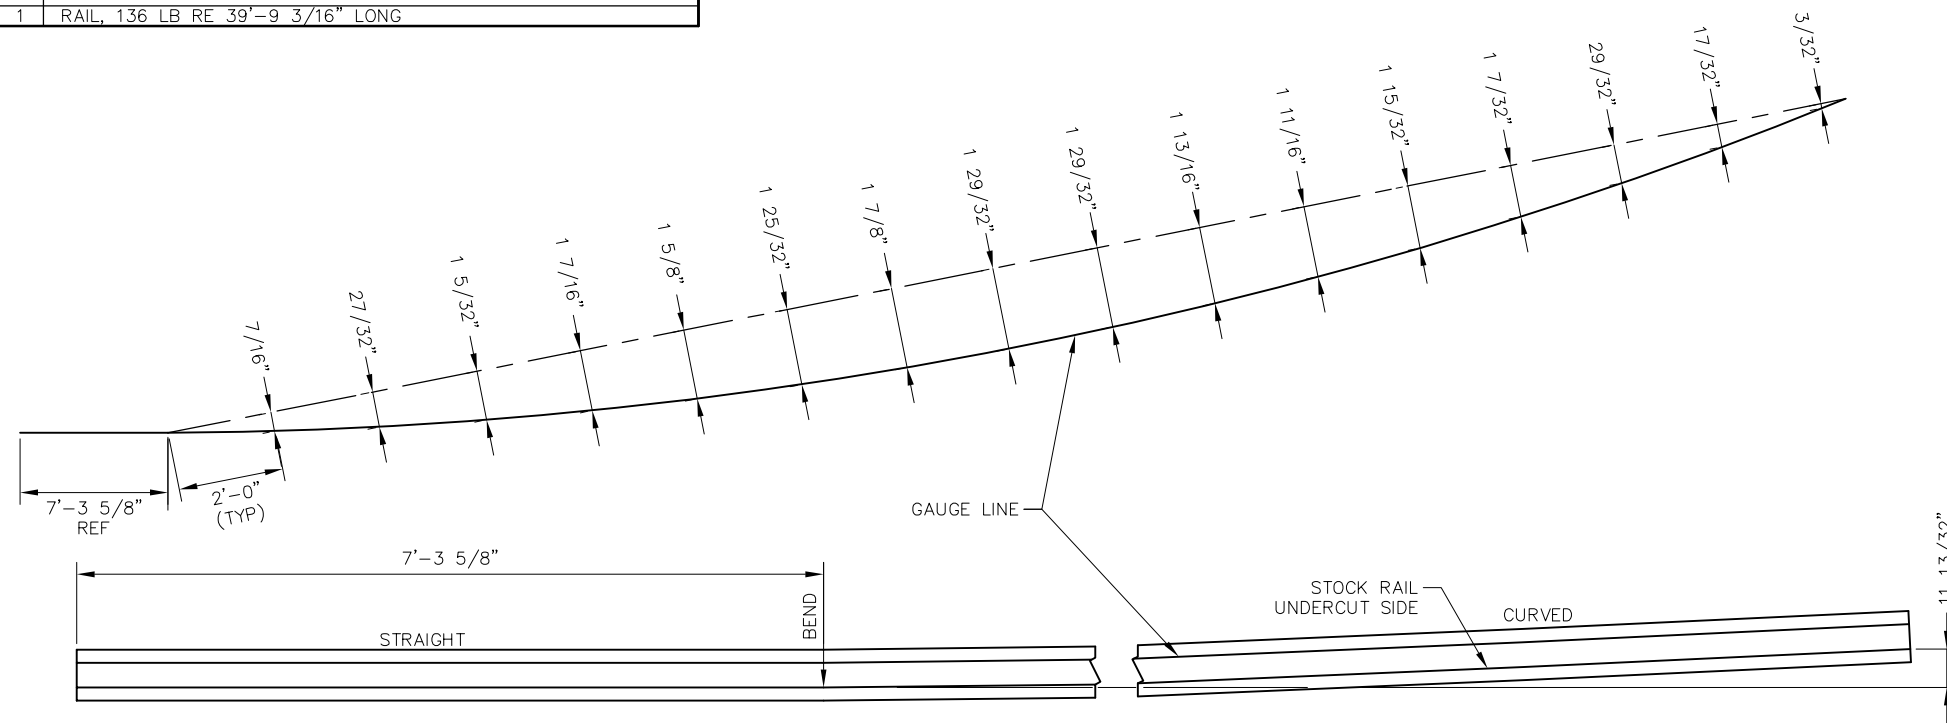 1 RAIL, 136 LB RE 39'-9 3/16" LONG
7/16"
27/32"
1 5/32"
1 7/16"
1 5/8"
1 25/32"
1 7/8"
1 29/32"
1 29/32"
1 13/16"
1 11/16"
1 15/32"
1 7/32"
29/32"
17/32"
3/32"
7'-3 5/8"
REF
2'-0"
(TYP)
GAUGE LINE
7'-3 5/8"
BEND
STRAIGHT
STOCK RAIL
UNDERCUT SIDE
CURVED
11 13/32"